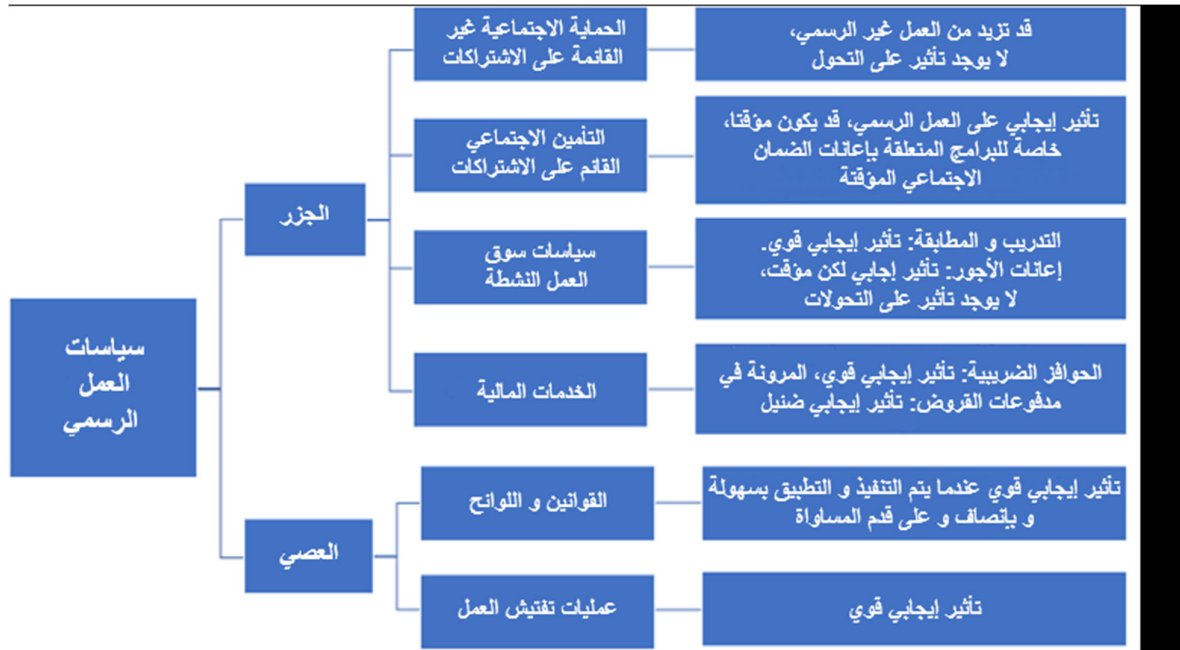 سياسات
العمل
الرسمي
الجزر
الحماية الاجتماعية غير
القائمة على الاشتراكات
قد تزيد من العمل غير الرسمي،
لا يوجد تأثير على التحول
التأمين الاجتماعي
القائم على الاشتراكات
تأثير إيجابي على العمل الرسمي، قد يكون مؤقتا،
خاصة للبرامج المتعلقة بإعانات الضمان
الاجتماعي المؤقتة
سياسات سوق
العمل النشطة
التدريب و المطابقة: تأثير إيجابي قوي.
إعانات الأجور: تأثير إجابي لكن مؤقت،
لا يوجد تأثير على التحولات
الخدمات المالية
الحوافز الضريبية: تأثير إيجابي قوي، المرونة في
مدفوعات القروض: تأثير إيجابي ضئيل
العصي
القوانين و اللوائح
تأثير إيجابي قوي عندما يتم التنفيذ و التطبيق بسهولة
و بإنصاف و على قدم المساواة
عمليات تفتيش العمل
تأثير إيجابي قوي